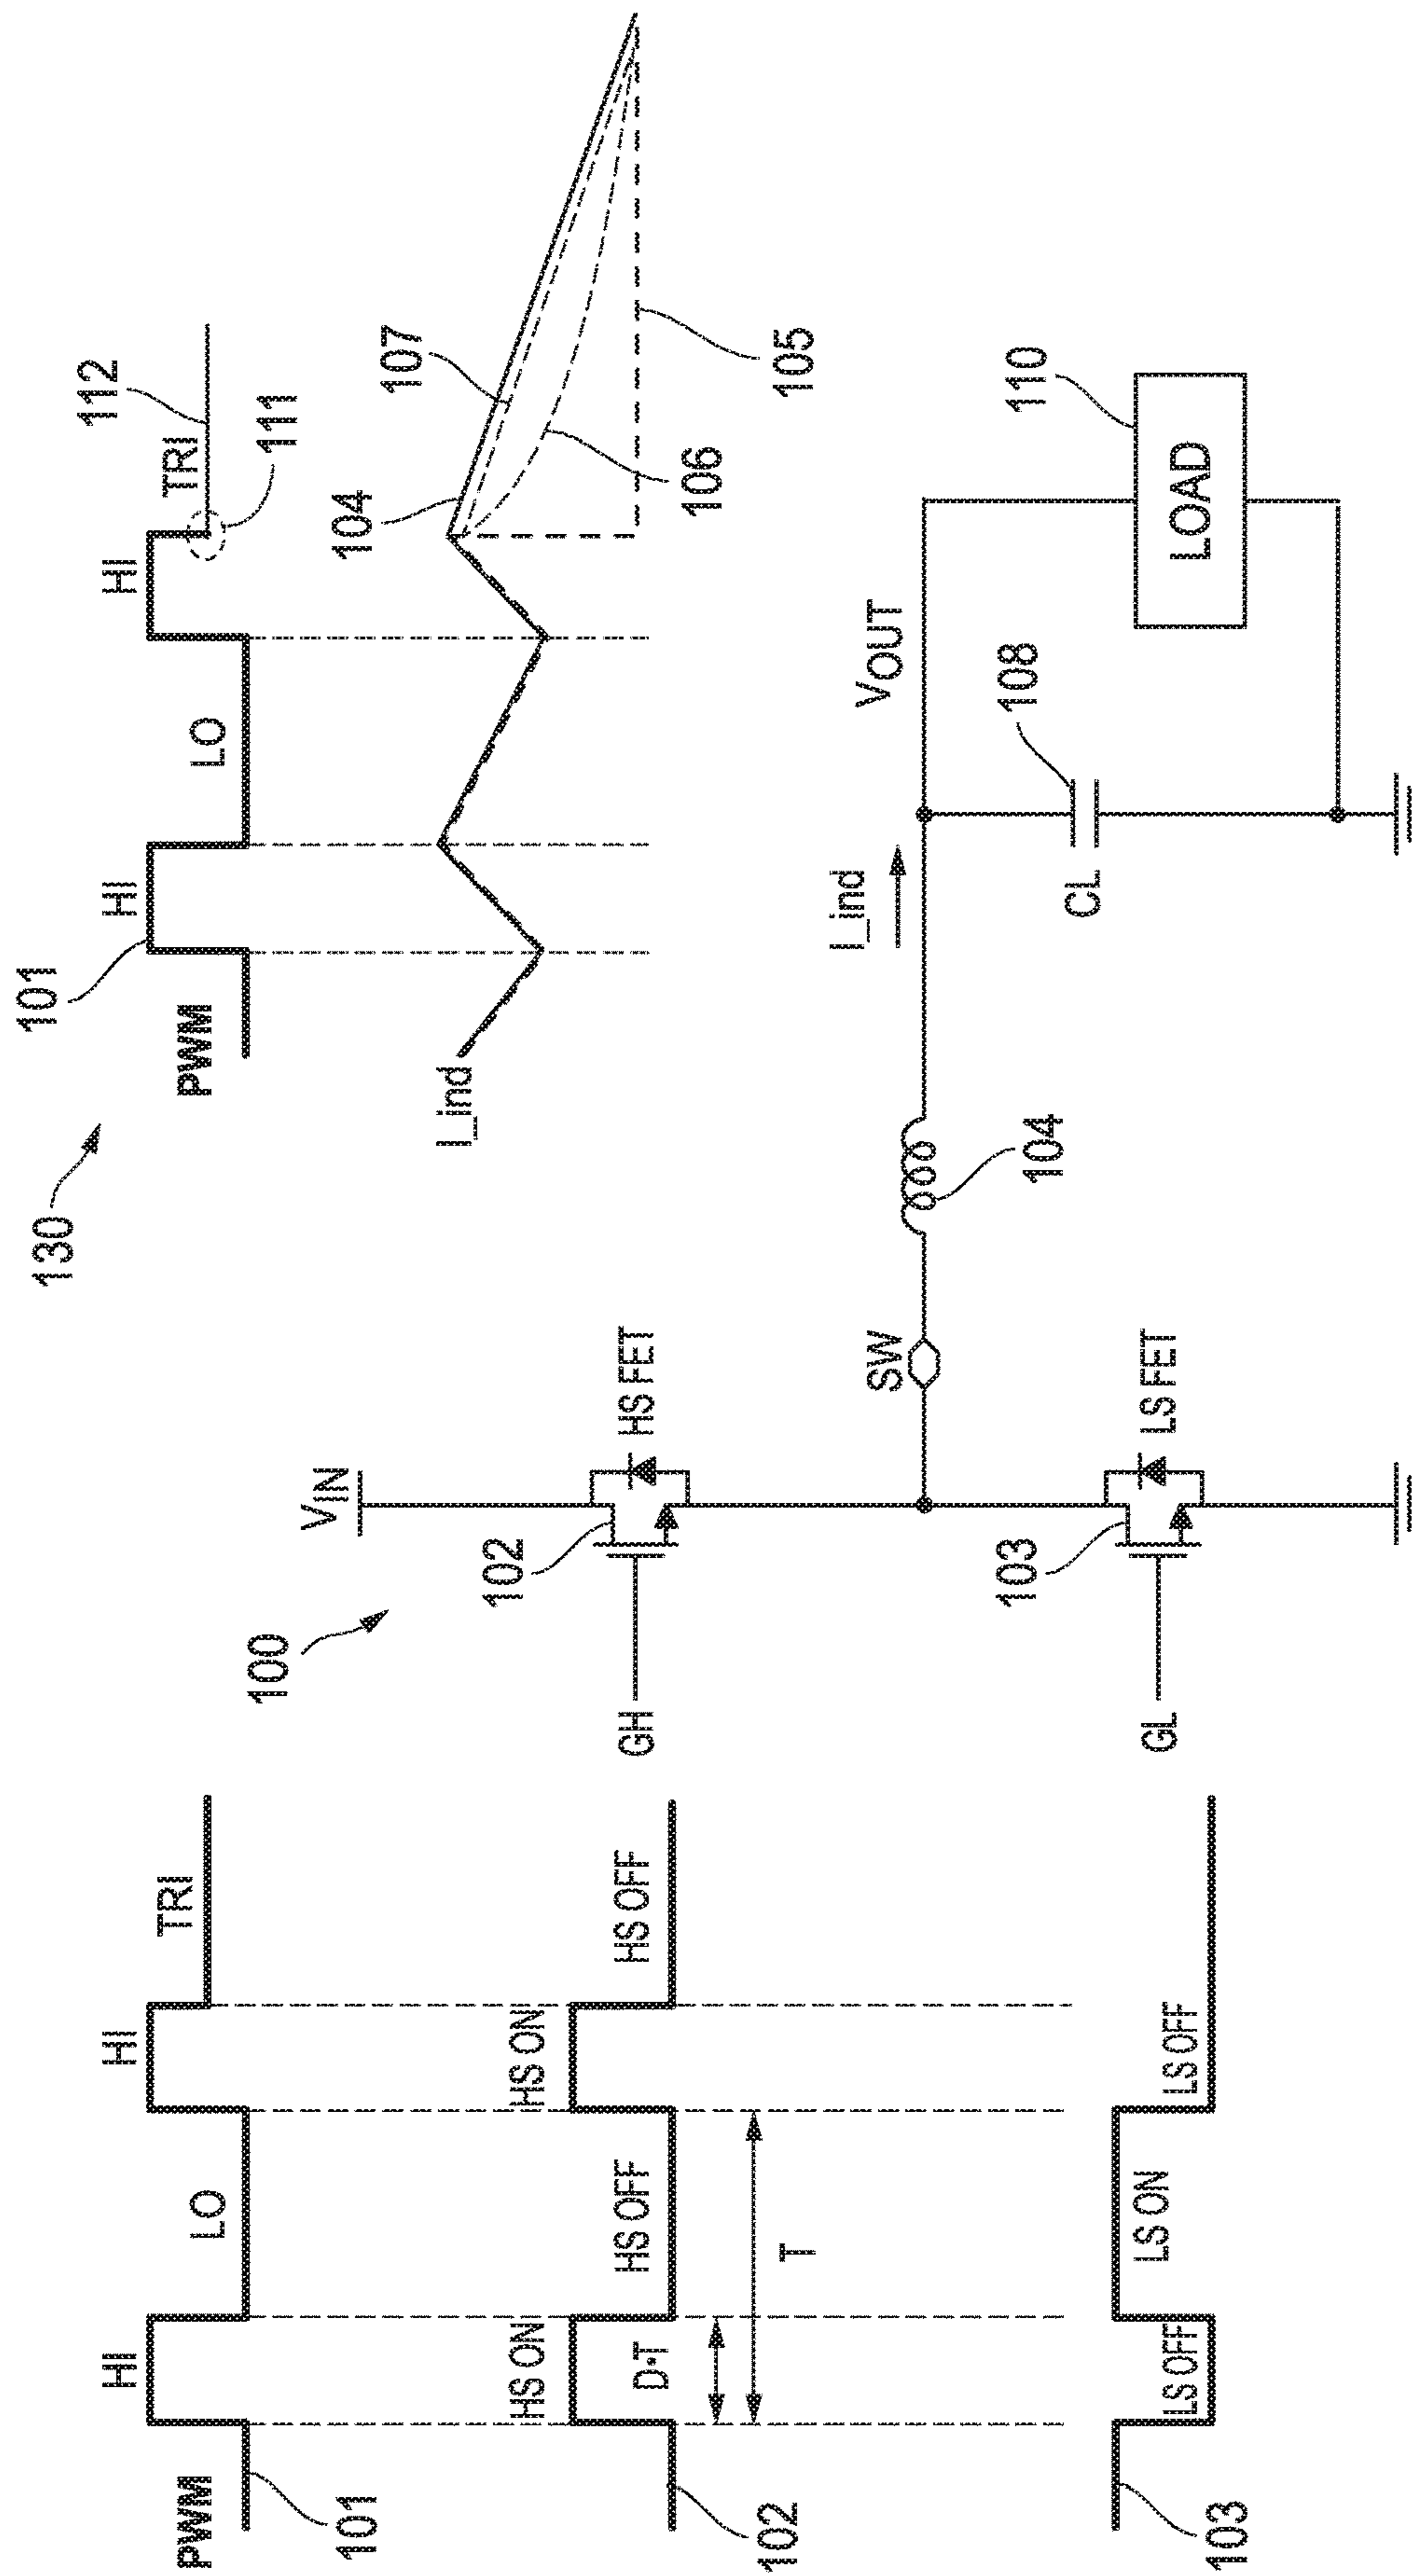 PWM
HI
LO
HI
TRI
101
HS ON
HS OFF
HS ON
HS OFF
D•T
T
102
LS OFF
LS ON
LS OFF
103
100
VIN
102
HS FET
GH
SW
103
LS FET
GL
104
I_ind
VOUT
CL
108
LOAD
110
130
101
PWM
HI
LO
HI
TRI
112
111
I_ind
104
107
106
105